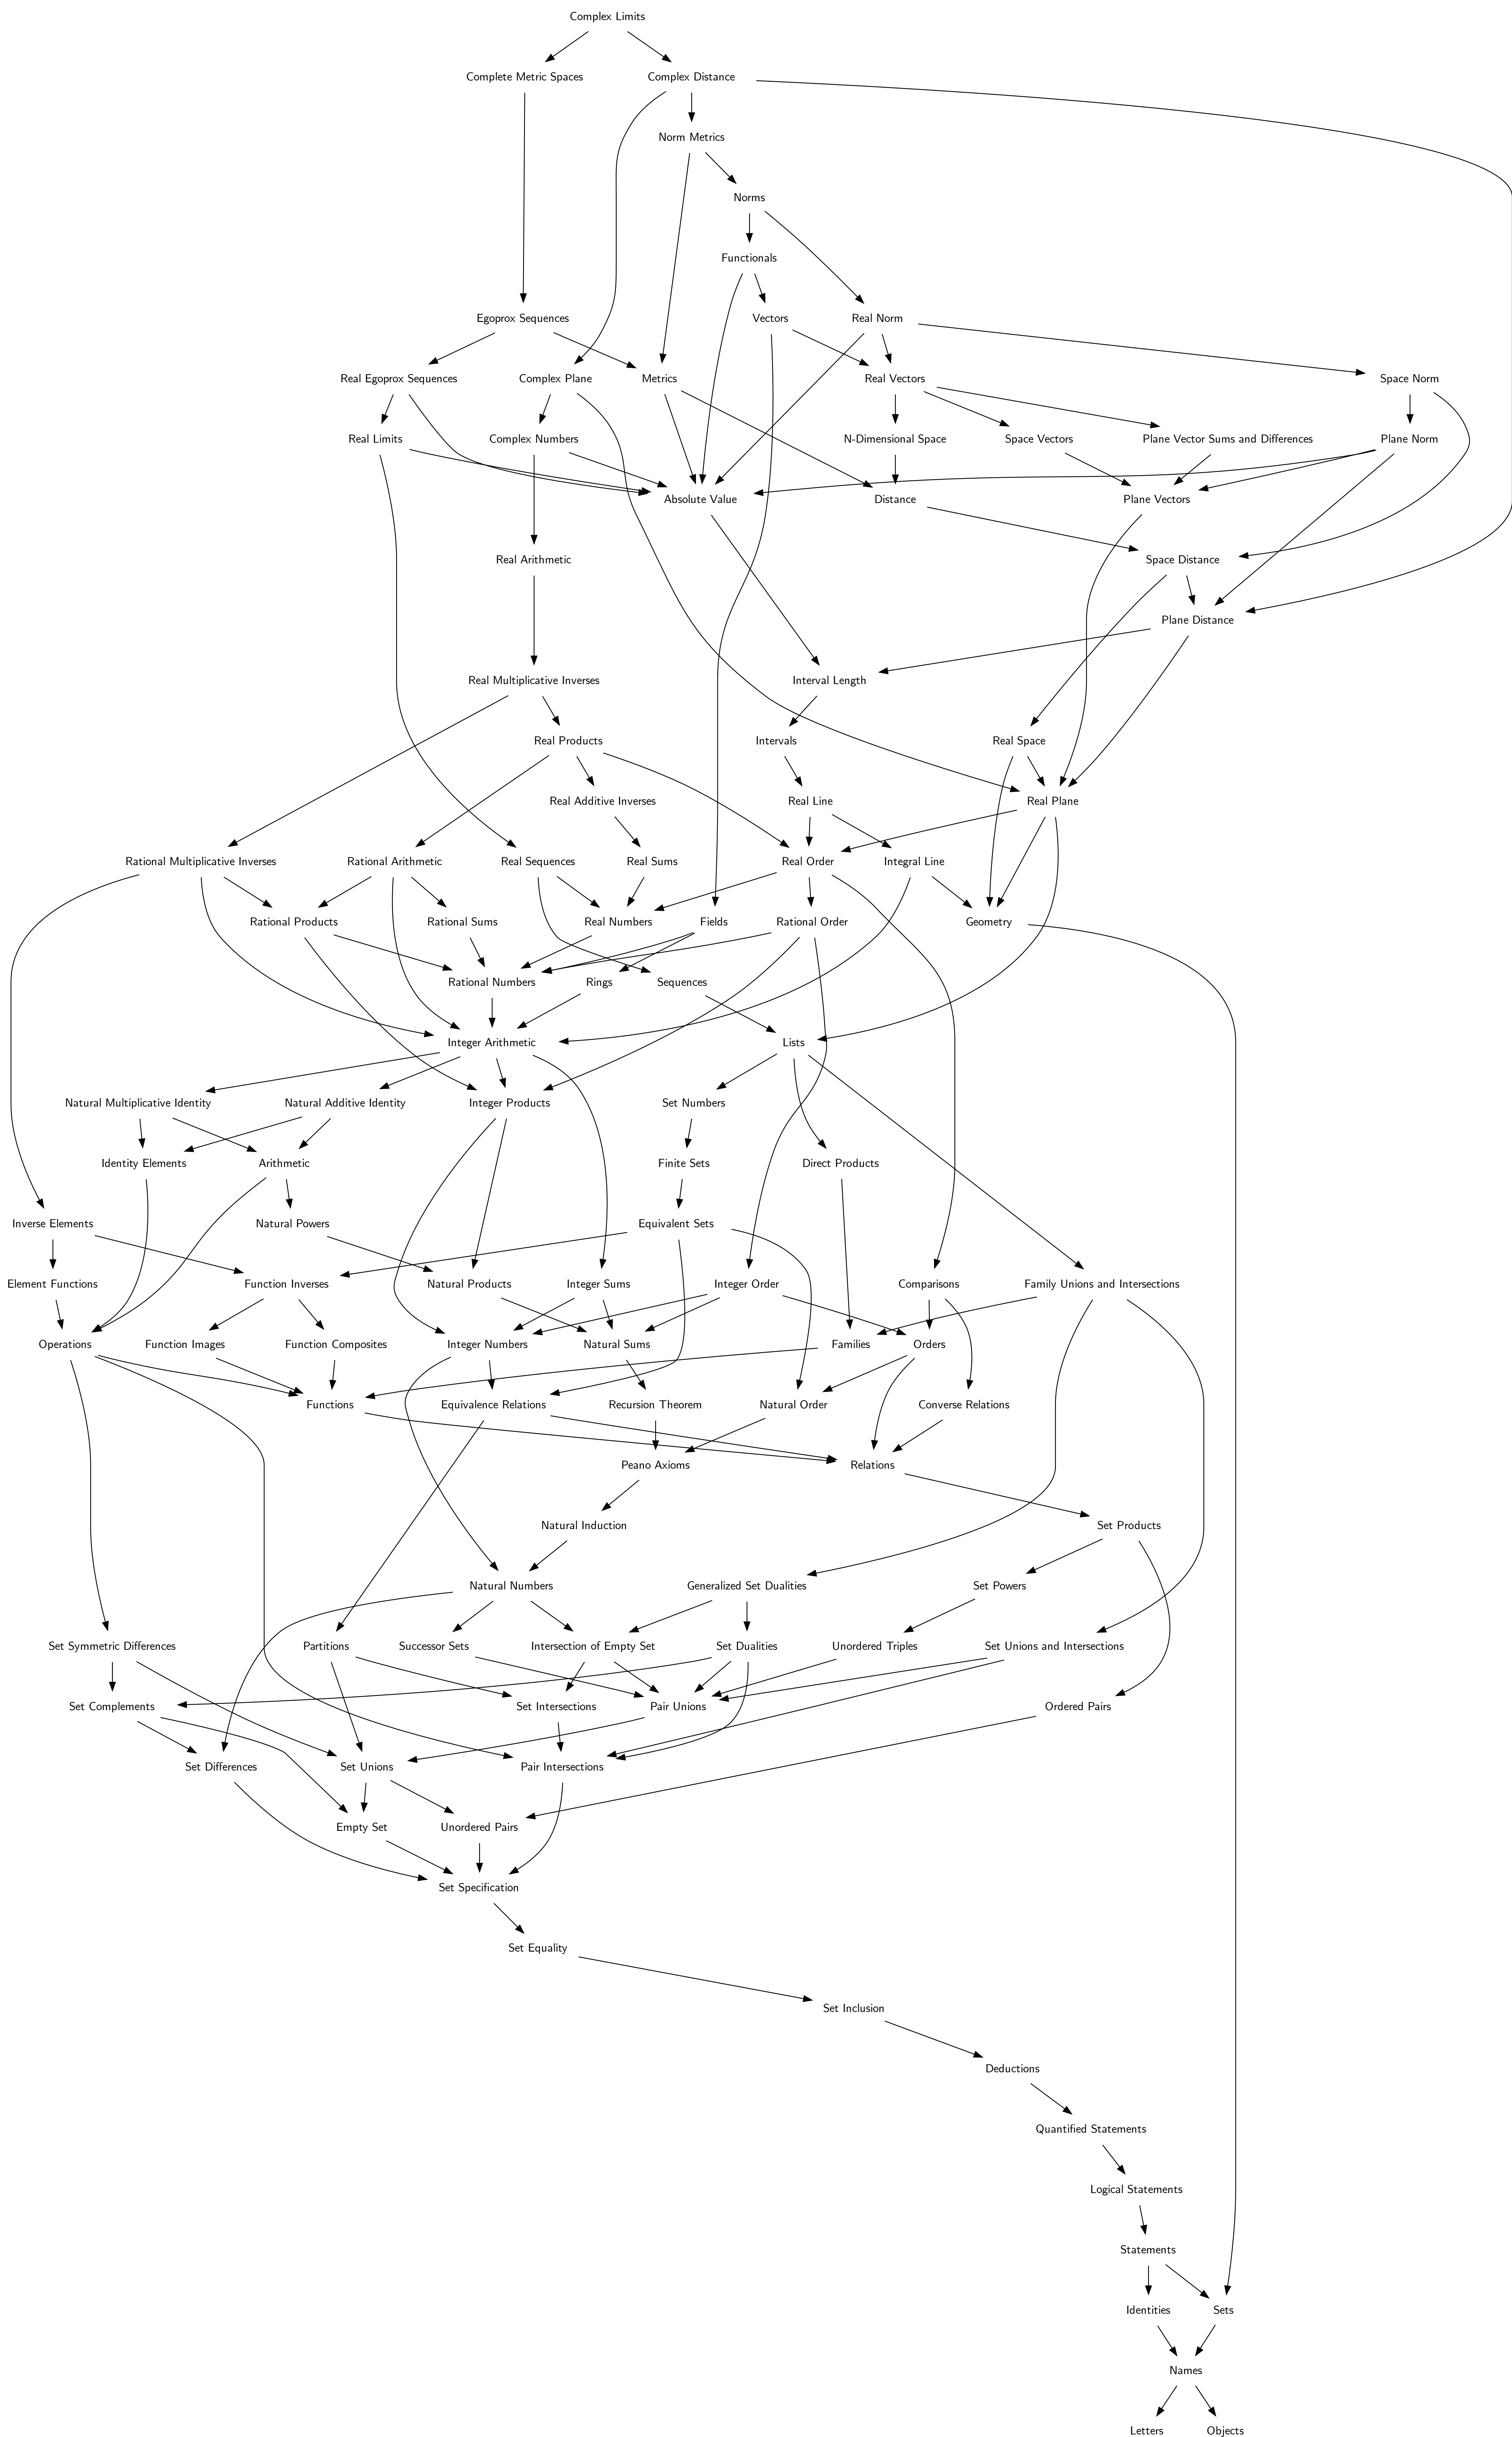 Complex Limits
Complete Metric Spaces
Complex Distance
Norm Metrics
Norms
Functionals
Egoprox Sequences
Vectors
Real Norm
Real Egoprox Sequences
Complex Plane
Metrics
Real Vectors
Space Norm
Real Limits
Complex Numbers
N-Dimensional Space
Space Vectors
Plane Vector Sums and Differences
Plane Norm
Absolute Value
Distance
Plane Vectors
Real Arithmetic
Space Distance
Plane Distance
Real Multiplicative Inverses
Interval Length
Real Products
Intervals
Real Space
Real Additive Inverses
Real Line
Real Plane
Rational Multiplicative Inverses
Rational Arithmetic
Real Sequences
Real Sums
Real Order
Integral Line
Rational Products
Rational Sums
Real Numbers
Fields
Rational Order
Geometry
Rational Numbers
Rings
Sequences
Integer Arithmetic
Lists
Natural Multiplicative Identity
Natural Additive Identity
Integer Products
Set Numbers
Identity Elements
Arithmetic
Finite Sets
Direct Products
Inverse Elements
Natural Powers
Equivalent Sets
Element Functions
Function Inverses
Natural Products
Integer Sums
Integer Order
Comparisons
Family Unions and Intersections
Operations
Function Images
Function Composites
Integer Numbers
Natural Sums
Families
Orders
Functions
Equivalence Relations
Recursion Theorem
Natural Order
Converse Relations
Peano Axioms
Relations
Natural Induction
Set Products
Natural Numbers
Generalized Set Dualities
Set Powers
Set Symmetric Differences
Partitions
Successor Sets
Intersection of Empty Set
Set Dualities
Unordered Triples
Set Unions and Intersections
Set Complements
Set Intersections
Pair Unions
Ordered Pairs
Set Differences
Set Unions
Pair Intersections
Empty Set
Unordered Pairs
Set Specification
Set Equality
Set Inclusion
Deductions
Quantified Statements
Logical Statements
Statements
Identities
Sets
Names
Letters
Objects